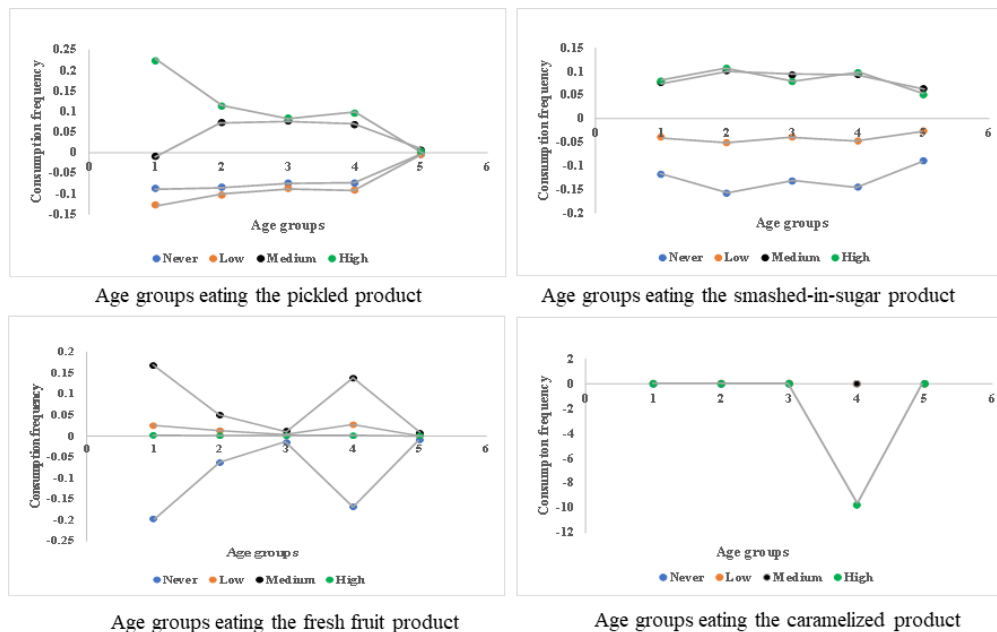 0.25
0.2
0.15
0.1
0.05
0
-0.05
-0.1
-0.15
0 1 2 3 4 5 6
Consumption frequency
Age groups
Never Low Medium High
Age groups eating the pickled product
0.15
0.1
0.05
0
-0.05
-0.1
-0.15
-0.2
0 1 2 3 4 5 6
Consumption frequency
Age groups
Never Low Medium High
Age groups eating the smashed-in-sugar product
0.2
0.15
0.1
0.05
0
-0.05
-0.1
-0.15
-0.2
-0.25
0 1 2 3 4 5 6
Consumption frequency
Age groups
Never Low Medium High
Age groups eating the fresh fruit product
2
0
-2
-4
-6
-8
-10
-12
0 1 2 3 4 5 6
Consumption frequency
Age groups
Never Low Medium High
Age groups eating the caramelized product